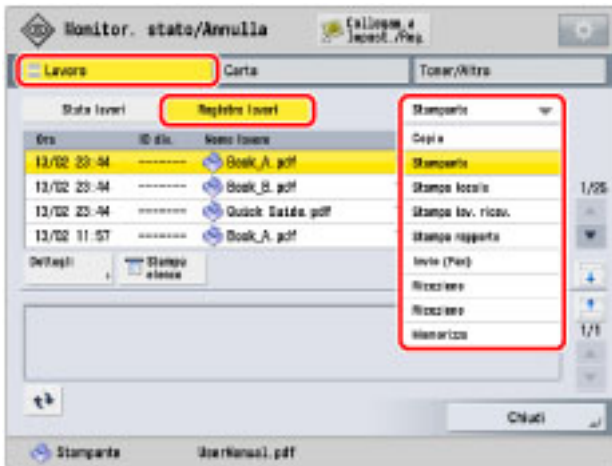 Monitor. stato/Annulla
Collegam. e
Impost./Reg.
Lavoro
Carta
Toner/Altro
Stato lavori
Registro lavori
Stampante
Ora
ID dis.
Nome lavoro
Copia
13/02 23:44 -------- Book_A.pdf
Stampante
13/02 23:44 -------- Book_B.pdf
Stampa locale
1/25
13/02 23:44 -------- Quick Guide.pdf
Stampa lav. ricev.
13/02 11:57 -------- Book_A.pdf
Stampa rapporto
Dettagli
Stampa
elenco
Invio (Fax)
Ricezione
Ricezione
Memorizza
1/1
Chiudi
Stampante
UserManual.pdf